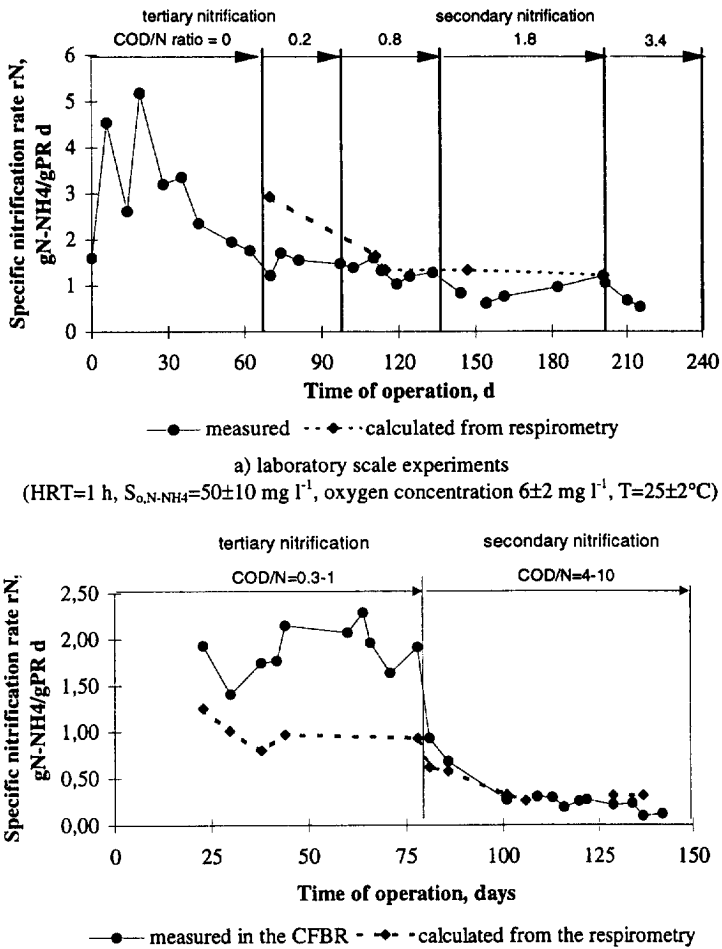 tertiary nitrification secondary nitrification
COD/N ratio = 0 0.2 0.8 1.8 3.4
Specific nitrification rate rN,
gN-NH4/gPR d
6
5
4
3
2
1
0
0 30 60 90 120 150 180 210 240
Time of operation, d
measured calculated from respirometry
a) laboratory scale experiments
(HRT=1 h, So,N-NH4=50±10 mg l-1, oxygen concentration 6±2 mg l-1, T=25±2°C)
tertiary nitrification secondary nitrification
COD/N=0.3-1 COD/N=4-10
Specific nitrification rate rN,
gN-NH4/gPR d
2,50
2,00
1,50
1,00
0,50
0,00
0 25 50 75 100 125 150
Time of operation, days
measured in the CFBR calculated from the respirometry